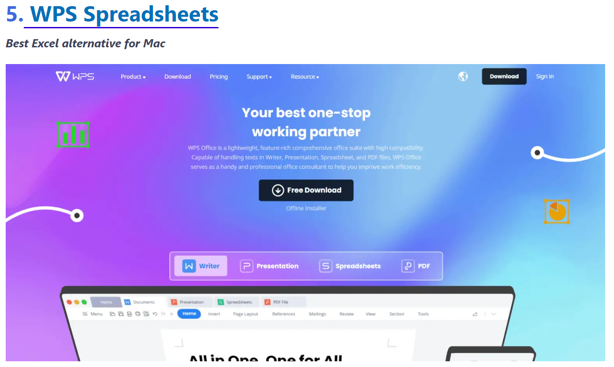 5. WPS Spreadsheets
Best Excel alternative for Mac
WPS
Product Download Pricing Support Resource Download Sign in
Your best one-stop
working partner
WPS Office is a lightweight, feature-rich comprehensive office suite with high compatibility.
Capable of handling texts in Writer, Presentation, Spreadsheet, and PDF files, WPS Office
serves as a handy and professional office consultant to help you improve work efficiency.
Free Download
Offline Installer
Writer Presentation Spreadsheets PDF
Home Documents Presentation Spreadsheets PDF File
Menu Home Insert Page Layout References Mailings Review View Section Tools
All in One, One for All